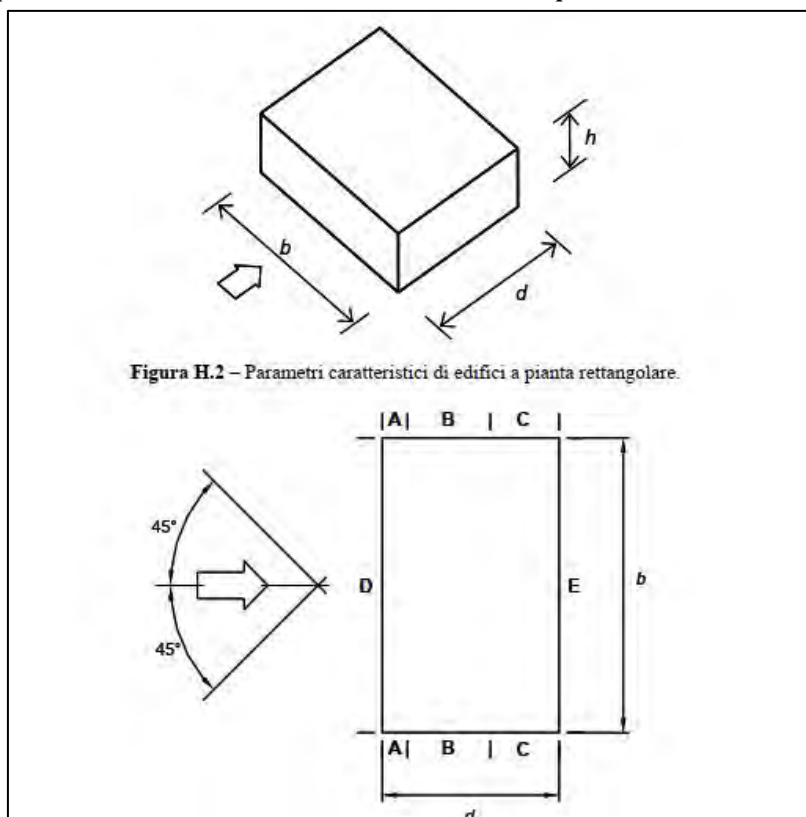 h
b
d
Figura H.2 – Parametri caratteristici di edifici a pianta rettangolare.
|A| B | C |
45°
D
E
b
45°
|A| B | C |
d